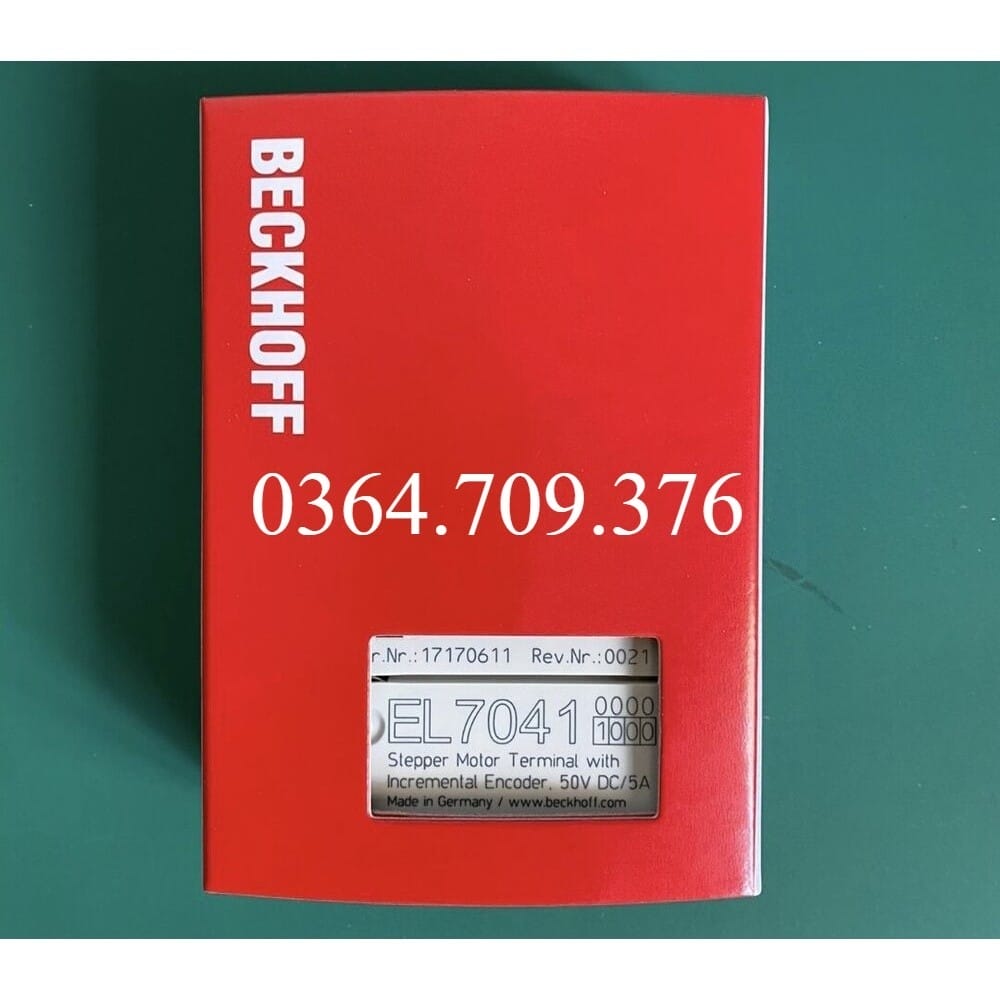 BECKHOFF
0364.709.376
r.Nr.:17170611 Rev.Nr.:0021
EL7041 0000
1000
Stepper Motor Terminal with
Incremental Encoder, 50V DC/5A
Made in Germany / www.beckhoff.com